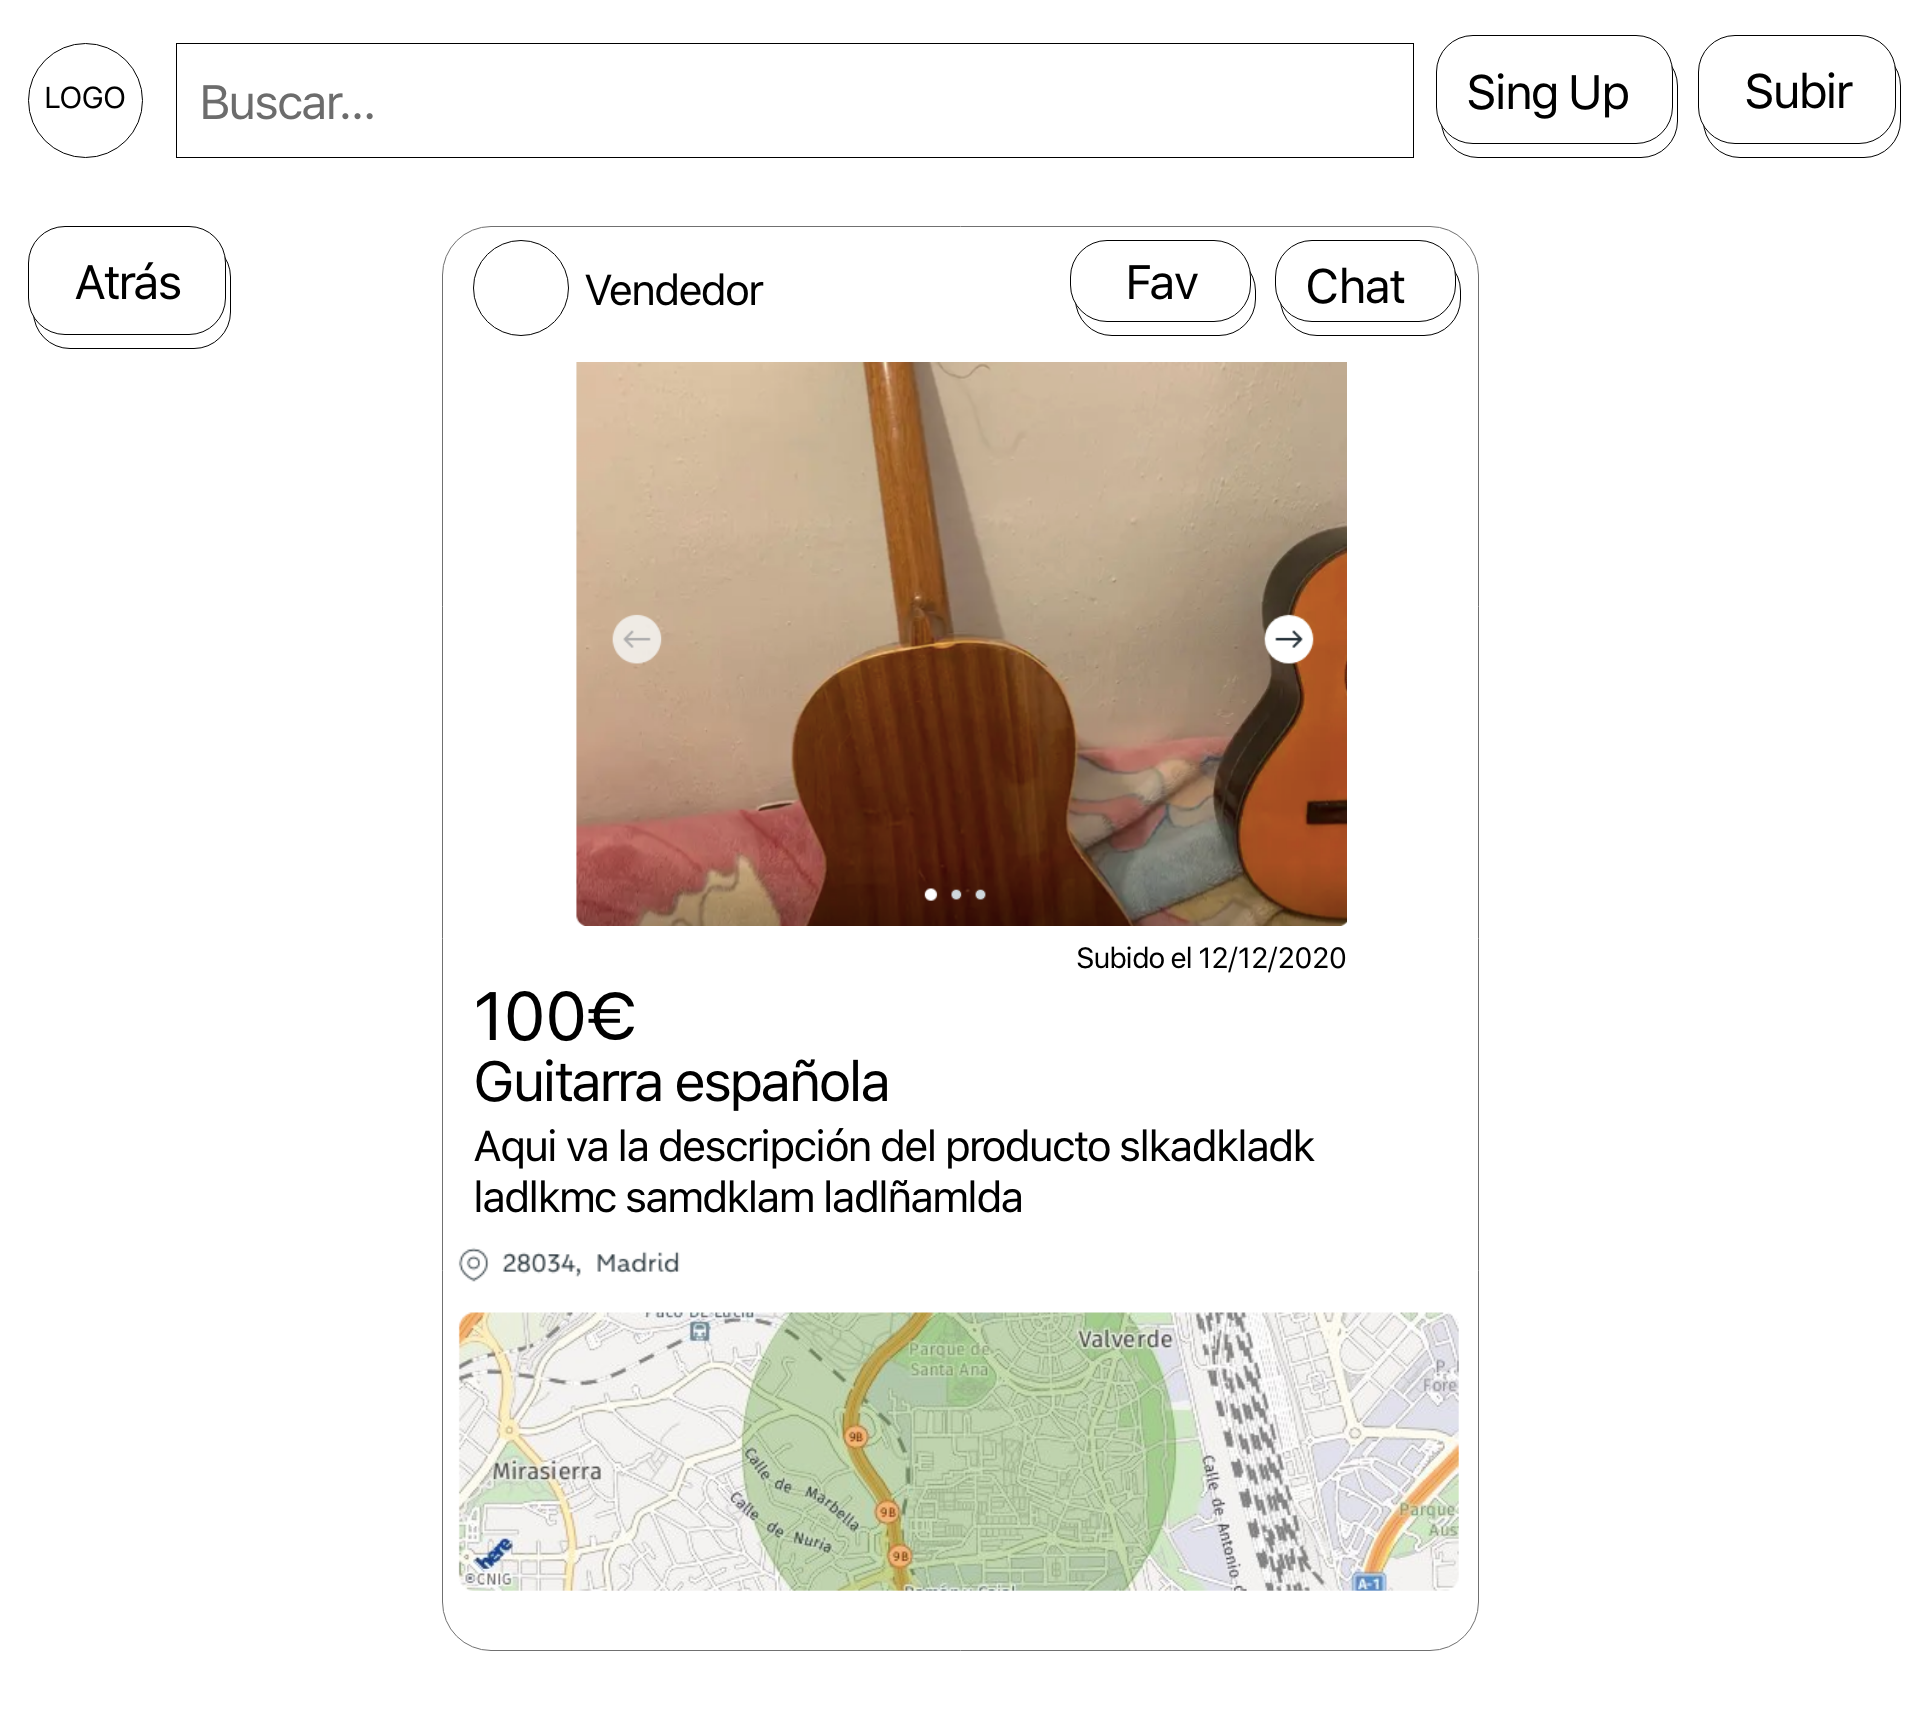 LOGO
Buscar...
Sing Up
Subir
Atrás
Vendedor
Fav
Chat
Subido el 12/12/2020
100€
Guitarra española
Aqui va la descripción del producto slkadkladk
ladlkmc samdklam ladlñamlda
28034, Madrid
Valverde
Parque de
Santa Ana
9B
Mirasierra
Calle de Marbella
Calle de Nuria
9B
9B
Calle de Antonio
Parque
A-1
here
©CNIG